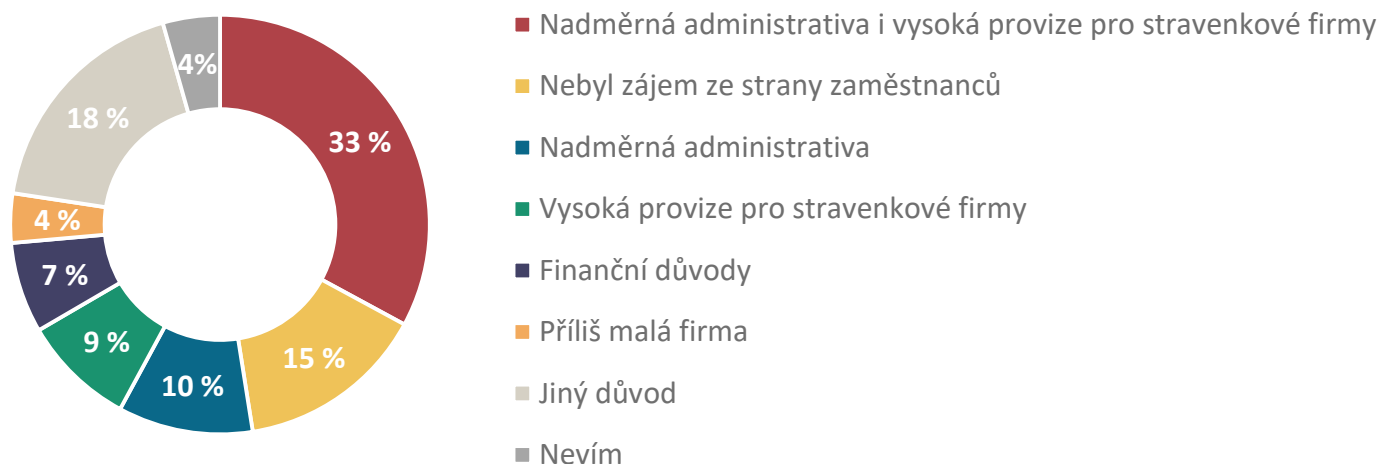 Nadměrná administrativa i vysoká provize pro stravenkové firmy
Nebyl zájem ze strany zaměstnanců
Nadměrná administrativa
Vysoká provize pro stravenkové firmy
Finanční důvody
Příliš malá firma
Jiný důvod
Nevím
33 %
15 %
10 %
9 %
7 %
4 %
18 %
4%